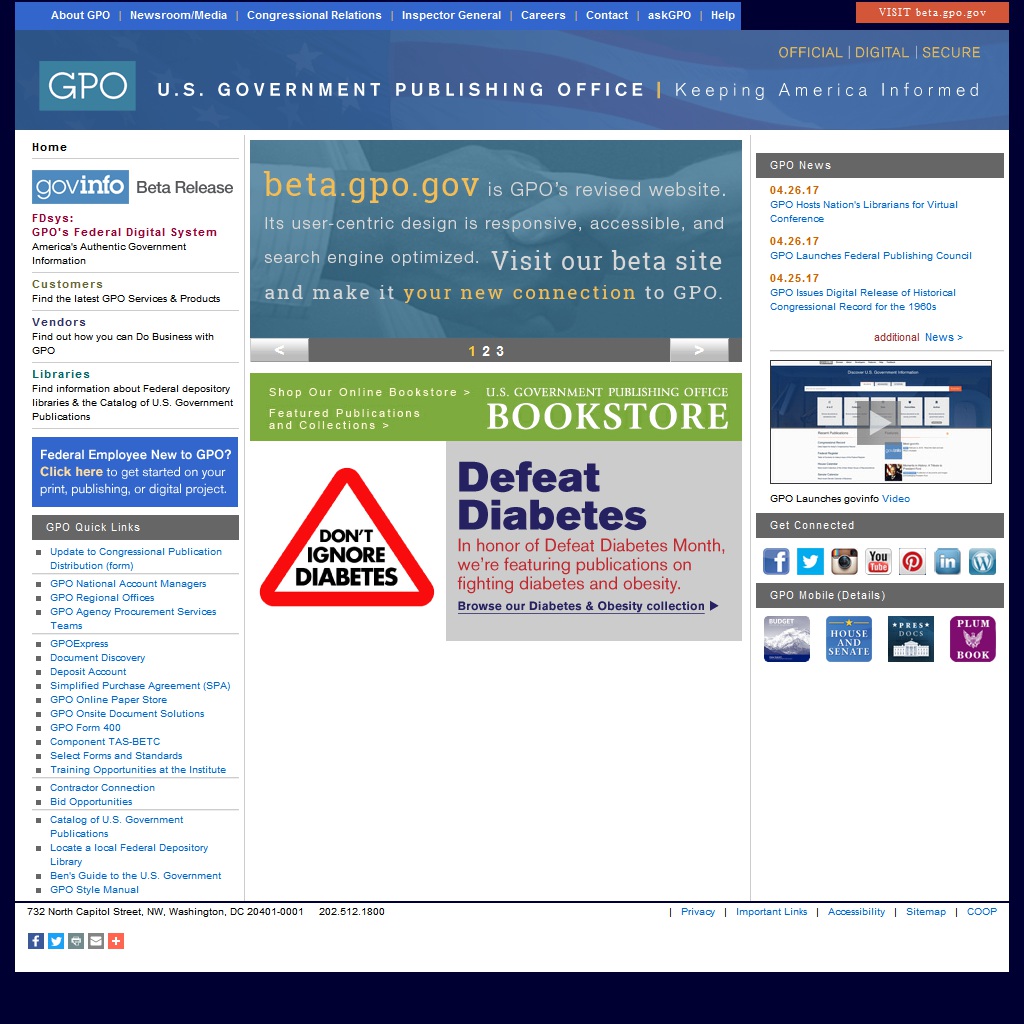 About GPO | Newsroom/Media | Congressional Relations | Inspector General | Careers | Contact | askGPO | Help
VISIT beta.gpo.gov
OFFICIAL | DIGITAL | SECURE
GPO U.S. GOVERNMENT PUBLISHING OFFICE | Keeping America Informed
Home
govinfo Beta Release
FDsys:
GPO's Federal Digital System
America's Authentic Government
Information
Customers
Find the latest GPO Services & Products
Vendors
Find out how you can Do Business with
GPO
Libraries
Find information about Federal depository
libraries & the Catalog of U.S. Government
Publications
Federal Employee New to GPO?
Click here to get started on your
print, publishing, or digital project.
GPO Quick Links
Update to Congressional Publication
Distribution (form)
GPO National Account Managers
GPO Regional Offices
GPO Agency Procurement Services
Teams
GPOExpress
Document Discovery
Deposit Account
Simplified Purchase Agreement (SPA)
GPO Online Paper Store
GPO Onsite Document Solutions
GPO Form 400
Component TAS-BETC
Select Forms and Standards
Training Opportunities at the Institute
Contractor Connection
Bid Opportunities
Catalog of U.S. Government
Publications
Locate a local Federal Depository
Library
Ben's Guide to the U.S. Government
GPO Style Manual
beta.gpo.gov is GPO's revised website.
Its user-centric design is responsive, accessible, and
search engine optimized. Visit our beta site
and make it your new connection to GPO.
< 1 2 3 >
Shop Our Online Bookstore >
Featured Publications
and Collections >
U.S. GOVERNMENT PUBLISHING OFFICE
BOOKSTORE
DON'T
IGNORE
DIABETES
Defeat
Diabetes
In honor of Defeat Diabetes Month,
we're featuring publications on
fighting diabetes and obesity.
Browse our Diabetes & Obesity collection
GPO News
04.26.17
GPO Hosts Nation's Librarians for Virtual
Conference
04.26.17
GPO Launches Federal Publishing Council
04.25.17
GPO Issues Digital Release of Historical
Congressional Record for the 1960s
additional News >
Discover U.S. Government Information
GPO Launches govinfo Video
Get Connected
You
Tube
in
GPO Mobile (Details)
BUDGET
HOUSE
AND
SENATE
PRES
DOCS
PLUM
BOOK
732 North Capitol Street, NW, Washington, DC 20401-0001 202.512.1800
| Privacy | Important Links | Accessibility | Sitemap | COOP